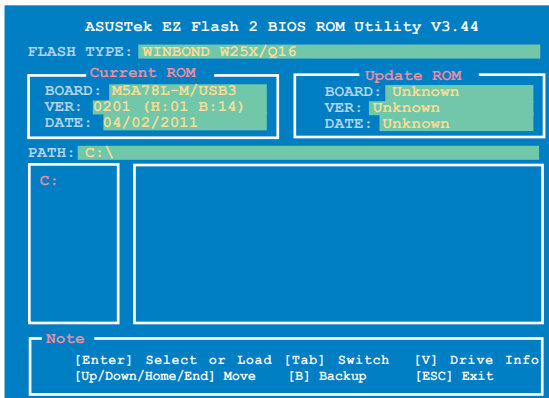 ASUSTek EZ Flash 2 BIOS ROM Utility V3.44
FLASH TYPE: WINBOND W25X/Q16
Current ROM
BOARD: M5A78L-M/USB3
VER: 0201 (H:01 B:14)
DATE: 04/02/2011
Update ROM
BOARD: Unknown
VER: Unknown
DATE: Unknown
PATH: C:\
C:
Note
[Enter] Select or Load [Tab] Switch [V] Drive Info
[Up/Down/Home/End] Move [B] Backup [ESC] Exit